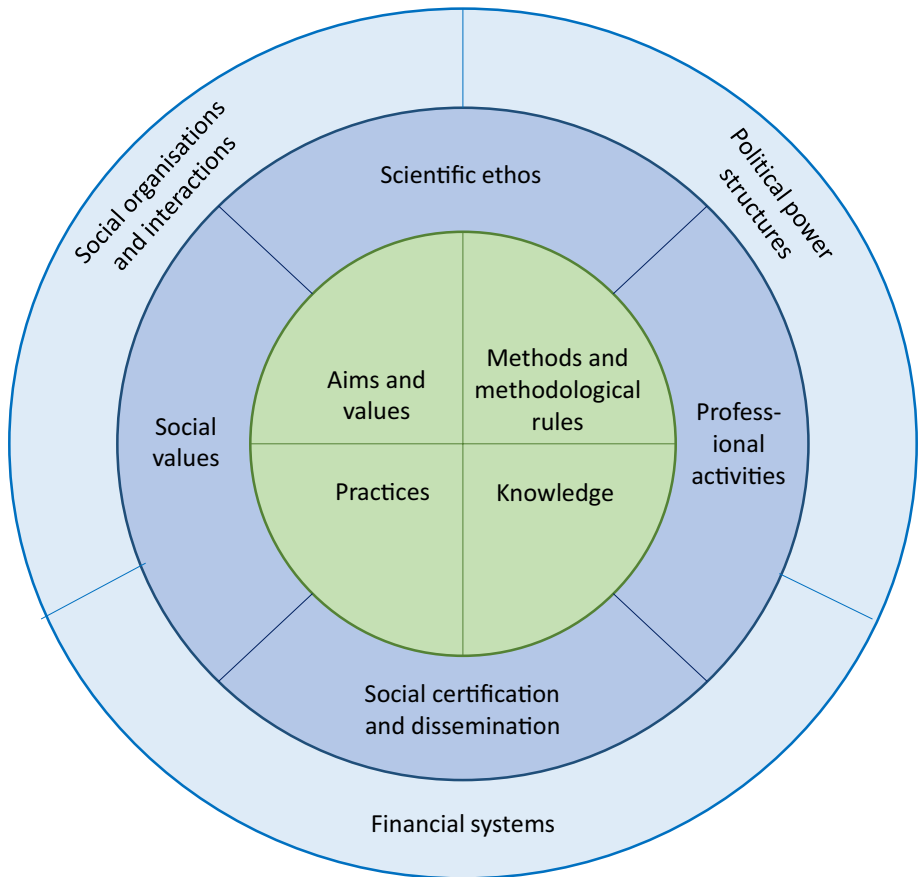 Social organisations
and interactions
Political power
structures
Scientific ethos
Aims and
values
Methods and
methodological
rules
Social
values
Profess-
ional
activities
Practices
Knowledge
Social certification
and dissemination
Financial systems